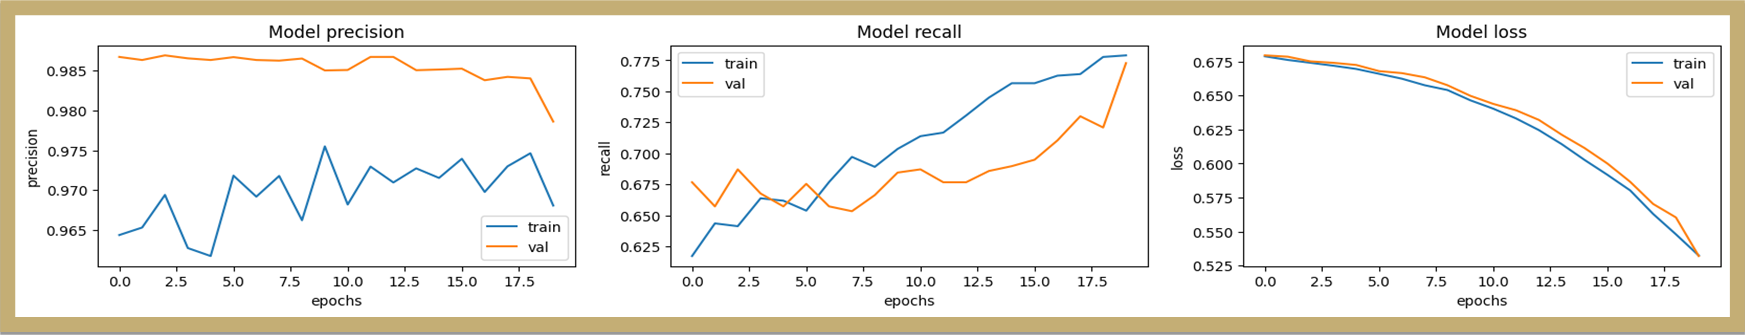 Model precision
precision
0.985
0.980
0.975
0.970
0.965
train
val
0.0 2.5 5.0 7.5 10.0 12.5 15.0 17.5
epochs
Model recall
recall
0.775
0.750
0.725
0.700
0.675
0.650
0.625
train
val
0.0 2.5 5.0 7.5 10.0 12.5 15.0 17.5
epochs
Model loss
loss
0.675
0.650
0.625
0.600
0.575
0.550
0.525
train
val
0.0 2.5 5.0 7.5 10.0 12.5 15.0 17.5
epochs